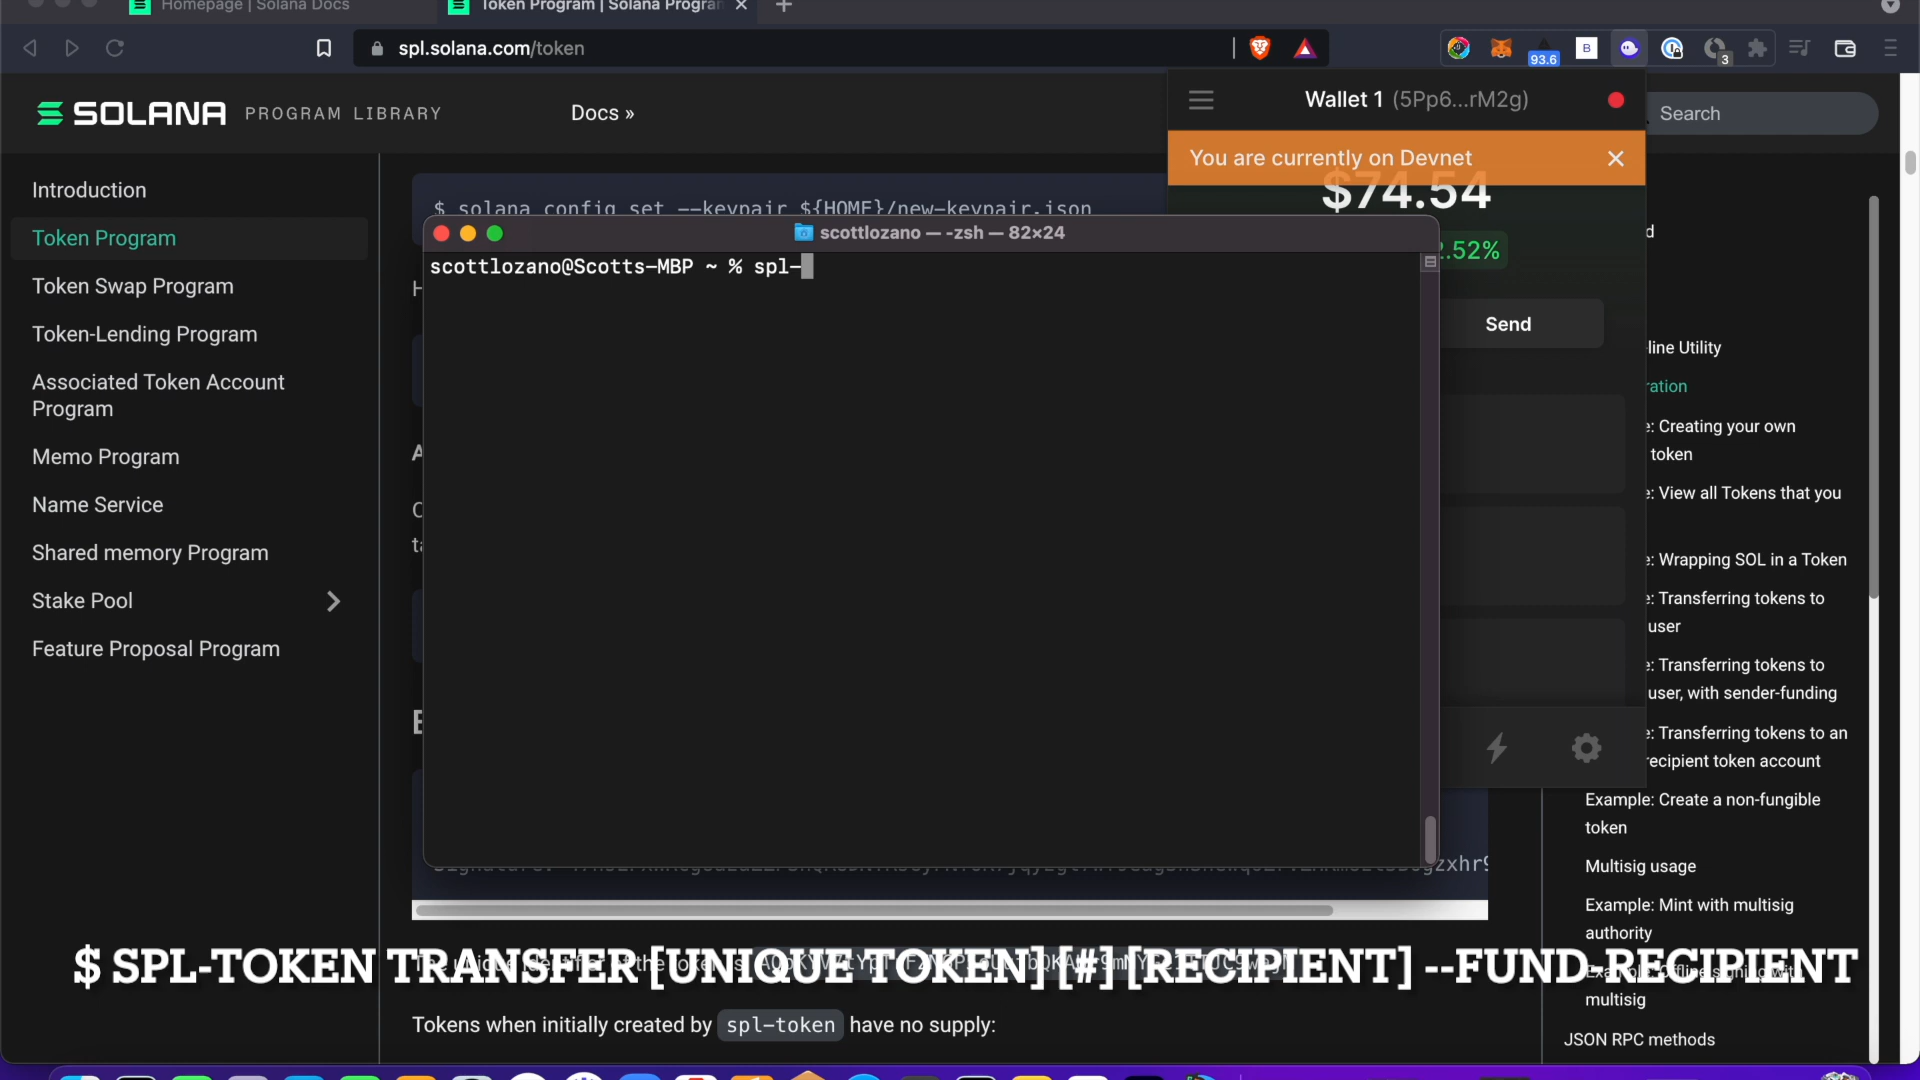 Homepage | Solana Docs
Token Program | Solana Program
spl.solana.com/token
93.6
B
3
SOLANA PROGRAM LIBRARY
Docs »
Wallet 1 (5Pp6...rM2g)
Search
You are currently on Devnet
$74.54
2.52%
Send
Introduction
Token Program
Token Swap Program
Token-Lending Program
Associated Token Account
Program
Memo Program
Name Service
Shared memory Program
Stake Pool
Feature Proposal Program
$ solana config set --keypair ${HOME}/new-keypair.json
scottlozano — -zsh — 82×24
scottlozano@Scotts-MBP ~ % spl-
line Utility
ration
e: Creating your own
token
e: View all Tokens that you
e: Wrapping SOL in a Token
e: Transferring tokens to
user
e: Transferring tokens to
user, with sender-funding
e: Transferring tokens to an
recipient token account
Example: Create a non-fungible
token
Multisig usage
Example: Mint with multisig
authority
Example: Offline signing with
multisig
JSON RPC methods
$ SPL-TOKEN TRANSFER [UNIQUE TOKEN] [#] [RECIPIENT] --FUND-RECIPIENT
Tokens when initially created by spl-token have no supply: